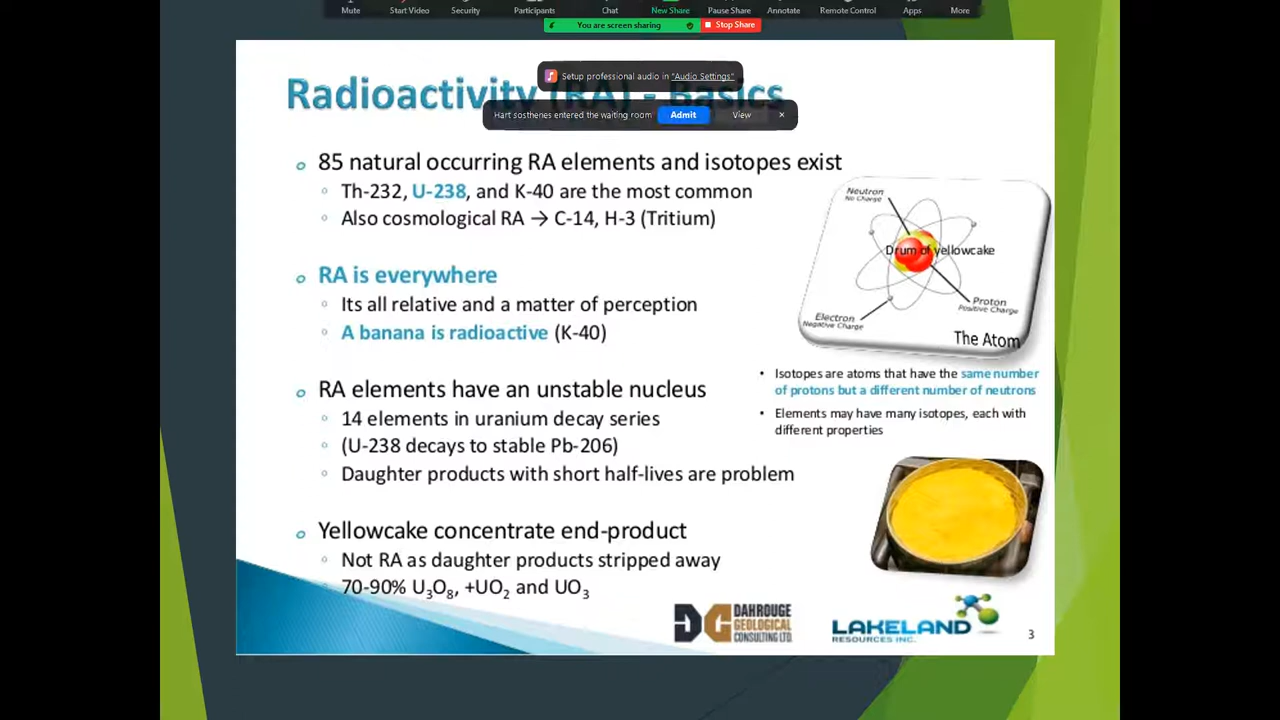 Mute Start Video Security Participants Chat New Share Pause Share Annotate Remote Control Apps More
You are screen sharing Stop Share
Setup professional audio in "Audio Settings"
Radioactivity (RA) - Basics
Hart sosthenes entered the waiting room Admit View ×
85 natural occurring RA elements and isotopes exist
Th-232, U-238, and K-40 are the most common
Also cosmological RA → C-14, H-3 (Tritium)
RA is everywhere
Its all relative and a matter of perception
A banana is radioactive (K-40)
RA elements have an unstable nucleus
14 elements in uranium decay series
(U-238 decays to stable Pb-206)
Daughter products with short half-lives are problem
Yellowcake concentrate end-product
Not RA as daughter products stripped away
70-90% U₃O₈, +UO₂ and UO₃
Neutron
No Charge
Drum of yellowcake
Proton
Positive Charge
Electron
Negative Charge
The Atom
• Isotopes are atoms that have the same number
of protons but a different number of neutrons
• Elements may have many isotopes, each with
different properties
DG DAHROUGE
GEOLOGICAL
CONSULTING LTD.
LAKELAND
RESOURCES INC.
3